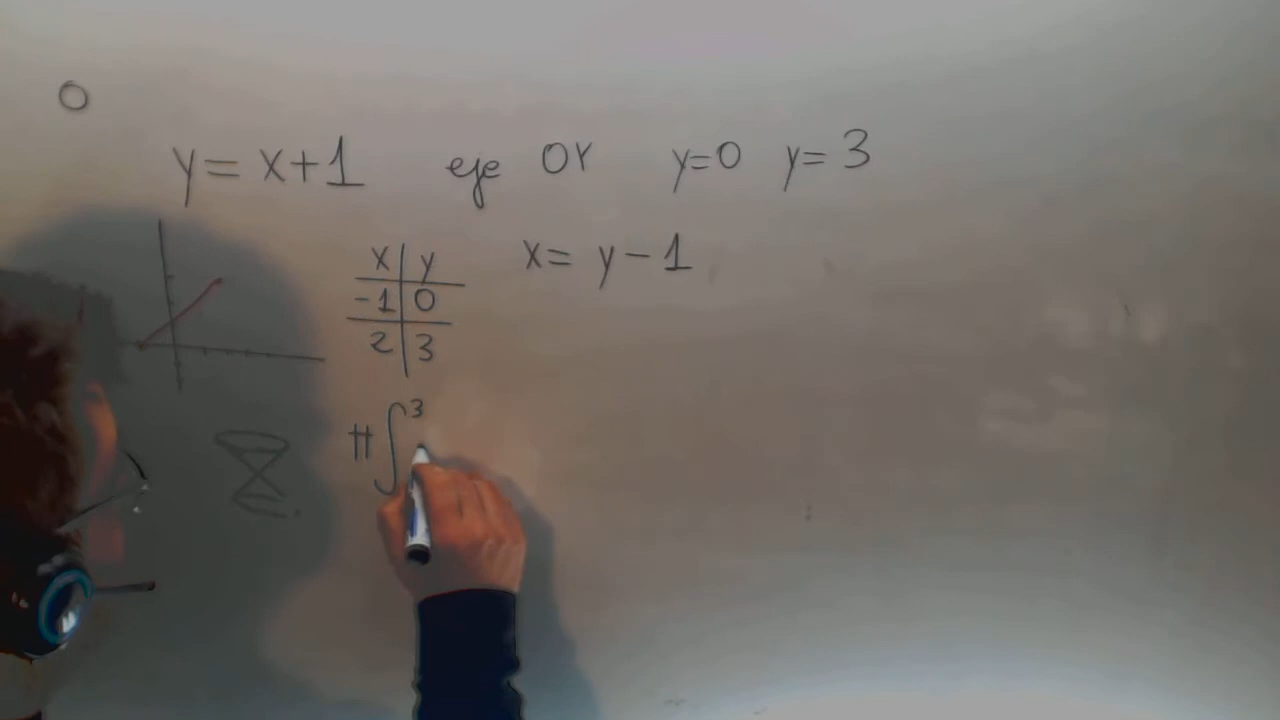 O
y = x+1 eje OY y=0 y= 3
x= y-1
x y
-1 0
2 3
π∫ 3